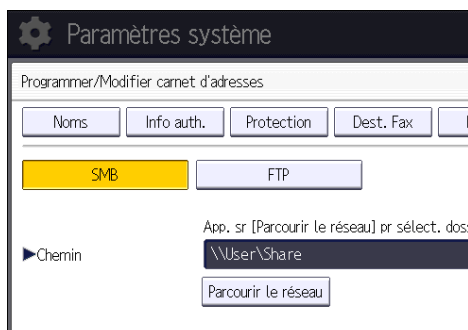 Paramètres système
Programmer/Modifier carnet d'adresses
Noms Info auth. Protection Dest. Fax
SMB FTP
App. sr [Parcourir le réseau] pr sélect. dos
▶Chemin \\User\Share
Parcourir le réseau